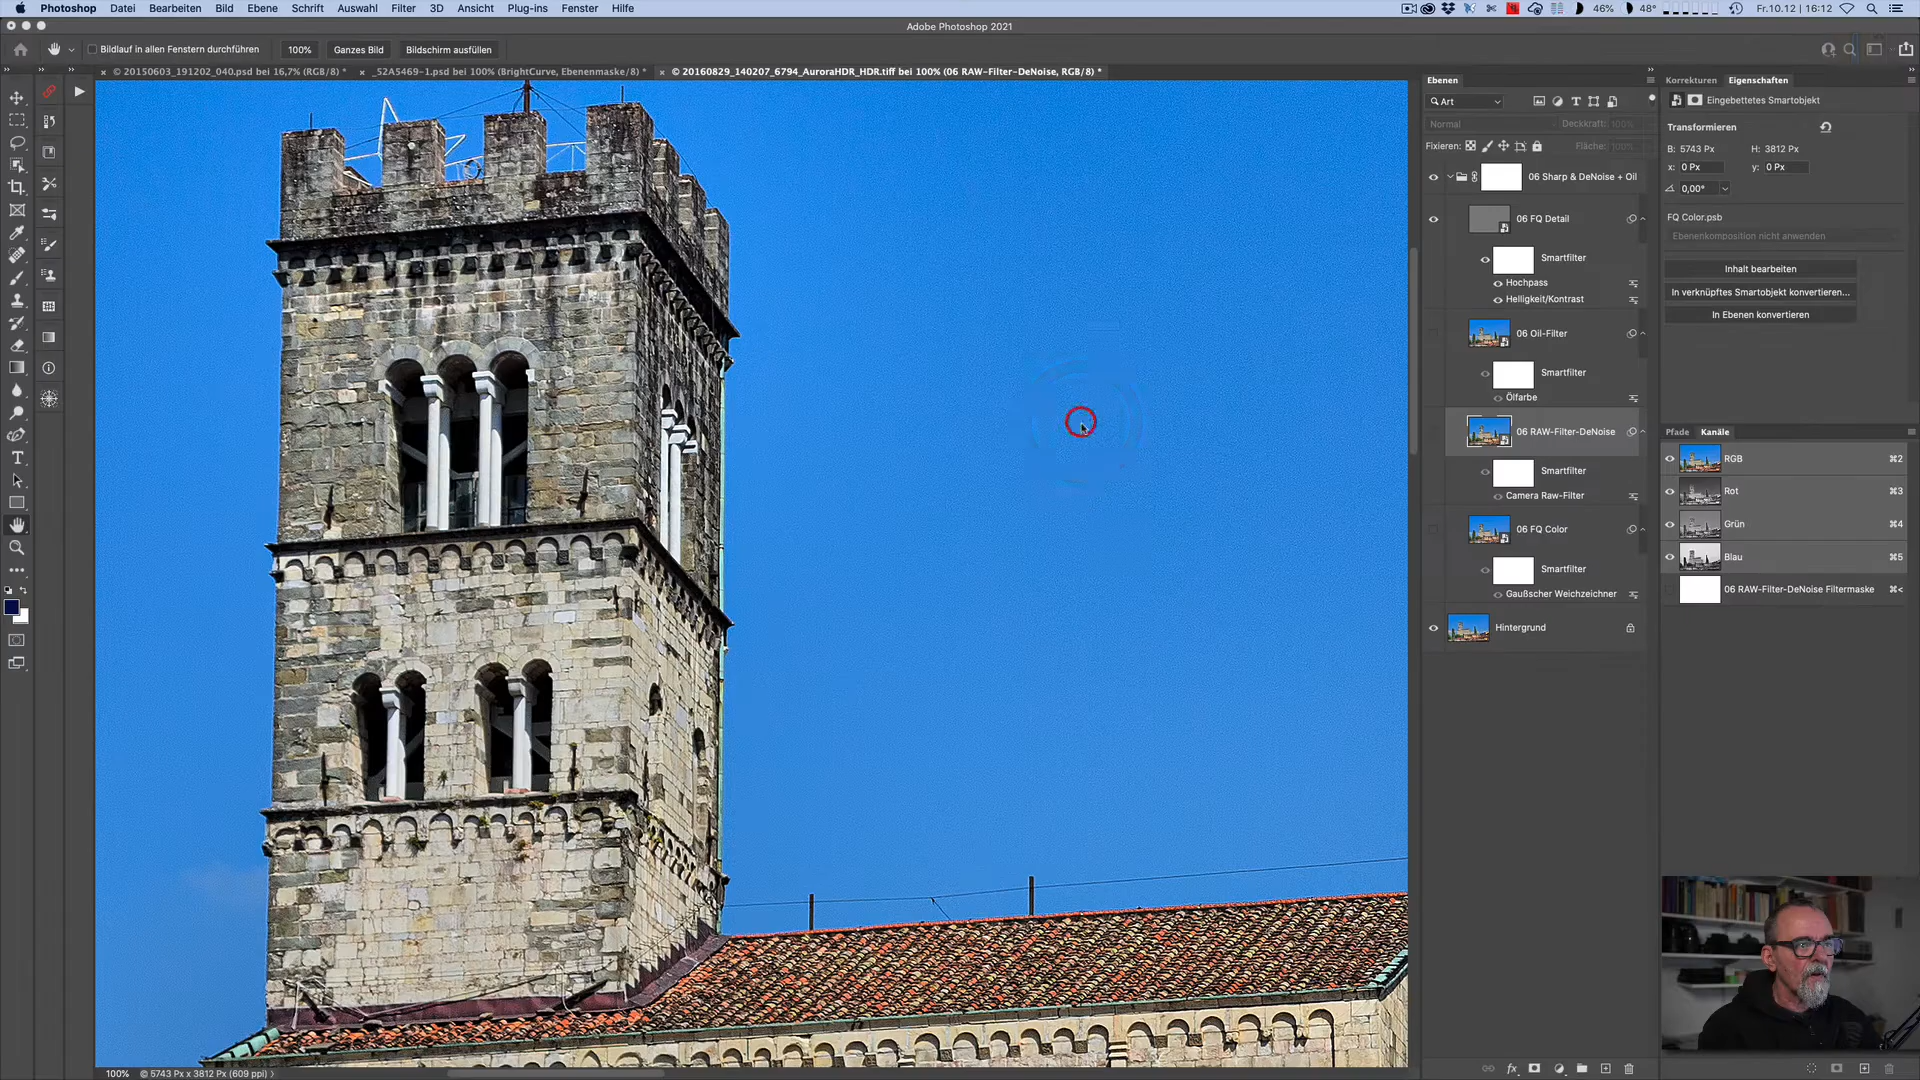 Photoshop Datei Bearbeiten Bild Ebene Schrift Auswahl Filter 3D Ansicht Plug-ins Fenster Hilfe 46% 48° Fr.10.12 | 16:12
Adobe Photoshop 2021
Bildlauf in allen Fenstern durchführen 100% Ganzes Bild Bildschirm ausfüllen
© 20150603_191202_040.psd bei 16,7% (RGB/8) * _52A5469-1.psd bei 100% (BrightCurve, Ebenenmaske/8) * © 20160829_140207_6794_AuroraHDR_HDR.tiff bei 100% (06 RAW-Filter-DeNoise, RGB/8) *
Ebenen
Art
Normal Deckkraft: 100%
Fixieren: Fläche: 100%
06 Sharp & DeNoise + Oil
06 FQ Detail
Smartfilter
Hochpass
Helligkeit/Kontrast
06 Oil-Filter
Smartfilter
Ölfarbe
06 RAW-Filter-DeNoise
Smartfilter
Camera Raw-Filter
06 FQ Color
Smartfilter
Gaußscher Weichzeichner
Hintergrund
Korrekturen Eigenschaften
Eingebettetes Smartobjekt
Transformieren
B: 5743 Px H: 3812 Px
x: 0 Px y: 0 Px
0,00°
FQ Color.psb
Ebenenkomposition nicht anwenden
Inhalt bearbeiten
In verknüpftes Smartobjekt konvertieren...
In Ebenen konvertieren
Pfade Kanäle
RGB ⌘2
Rot ⌘3
Grün ⌘4
Blau ⌘5
06 RAW-Filter-DeNoise Filtermaske ⌘<
100% © 5743 Px x 3812 Px (609 ppi)